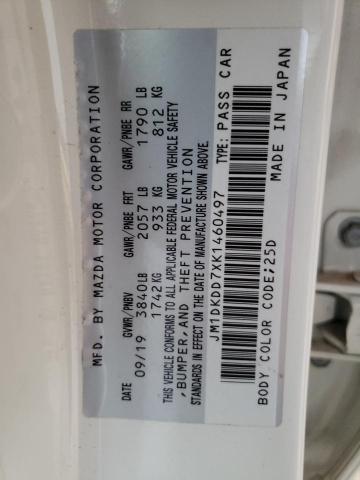 MFD. BY MAZDA MOTOR CORPORATION
DATE GVWR/PNBV GAWR/PNBE FRT GAWR/PNBE RR
09/19 3840LB 2057 LB 1790 LB
1742KG 933 KG 812 KG
THIS VEHICLE CONFORMS TO ALL APPLICABLE FEDERAL MOTOR VEHICLE SAFETY
,BUMPER,AND THEFT PREVENTION
STANDARDS IN EFFECT ON THE DATE OF MANUFACTURE SHOWN ABOVE.
JM1DKDD7XK1460497 TYPE: PASS CAR
BODY COLOR CODE;25D MADE IN JAPAN